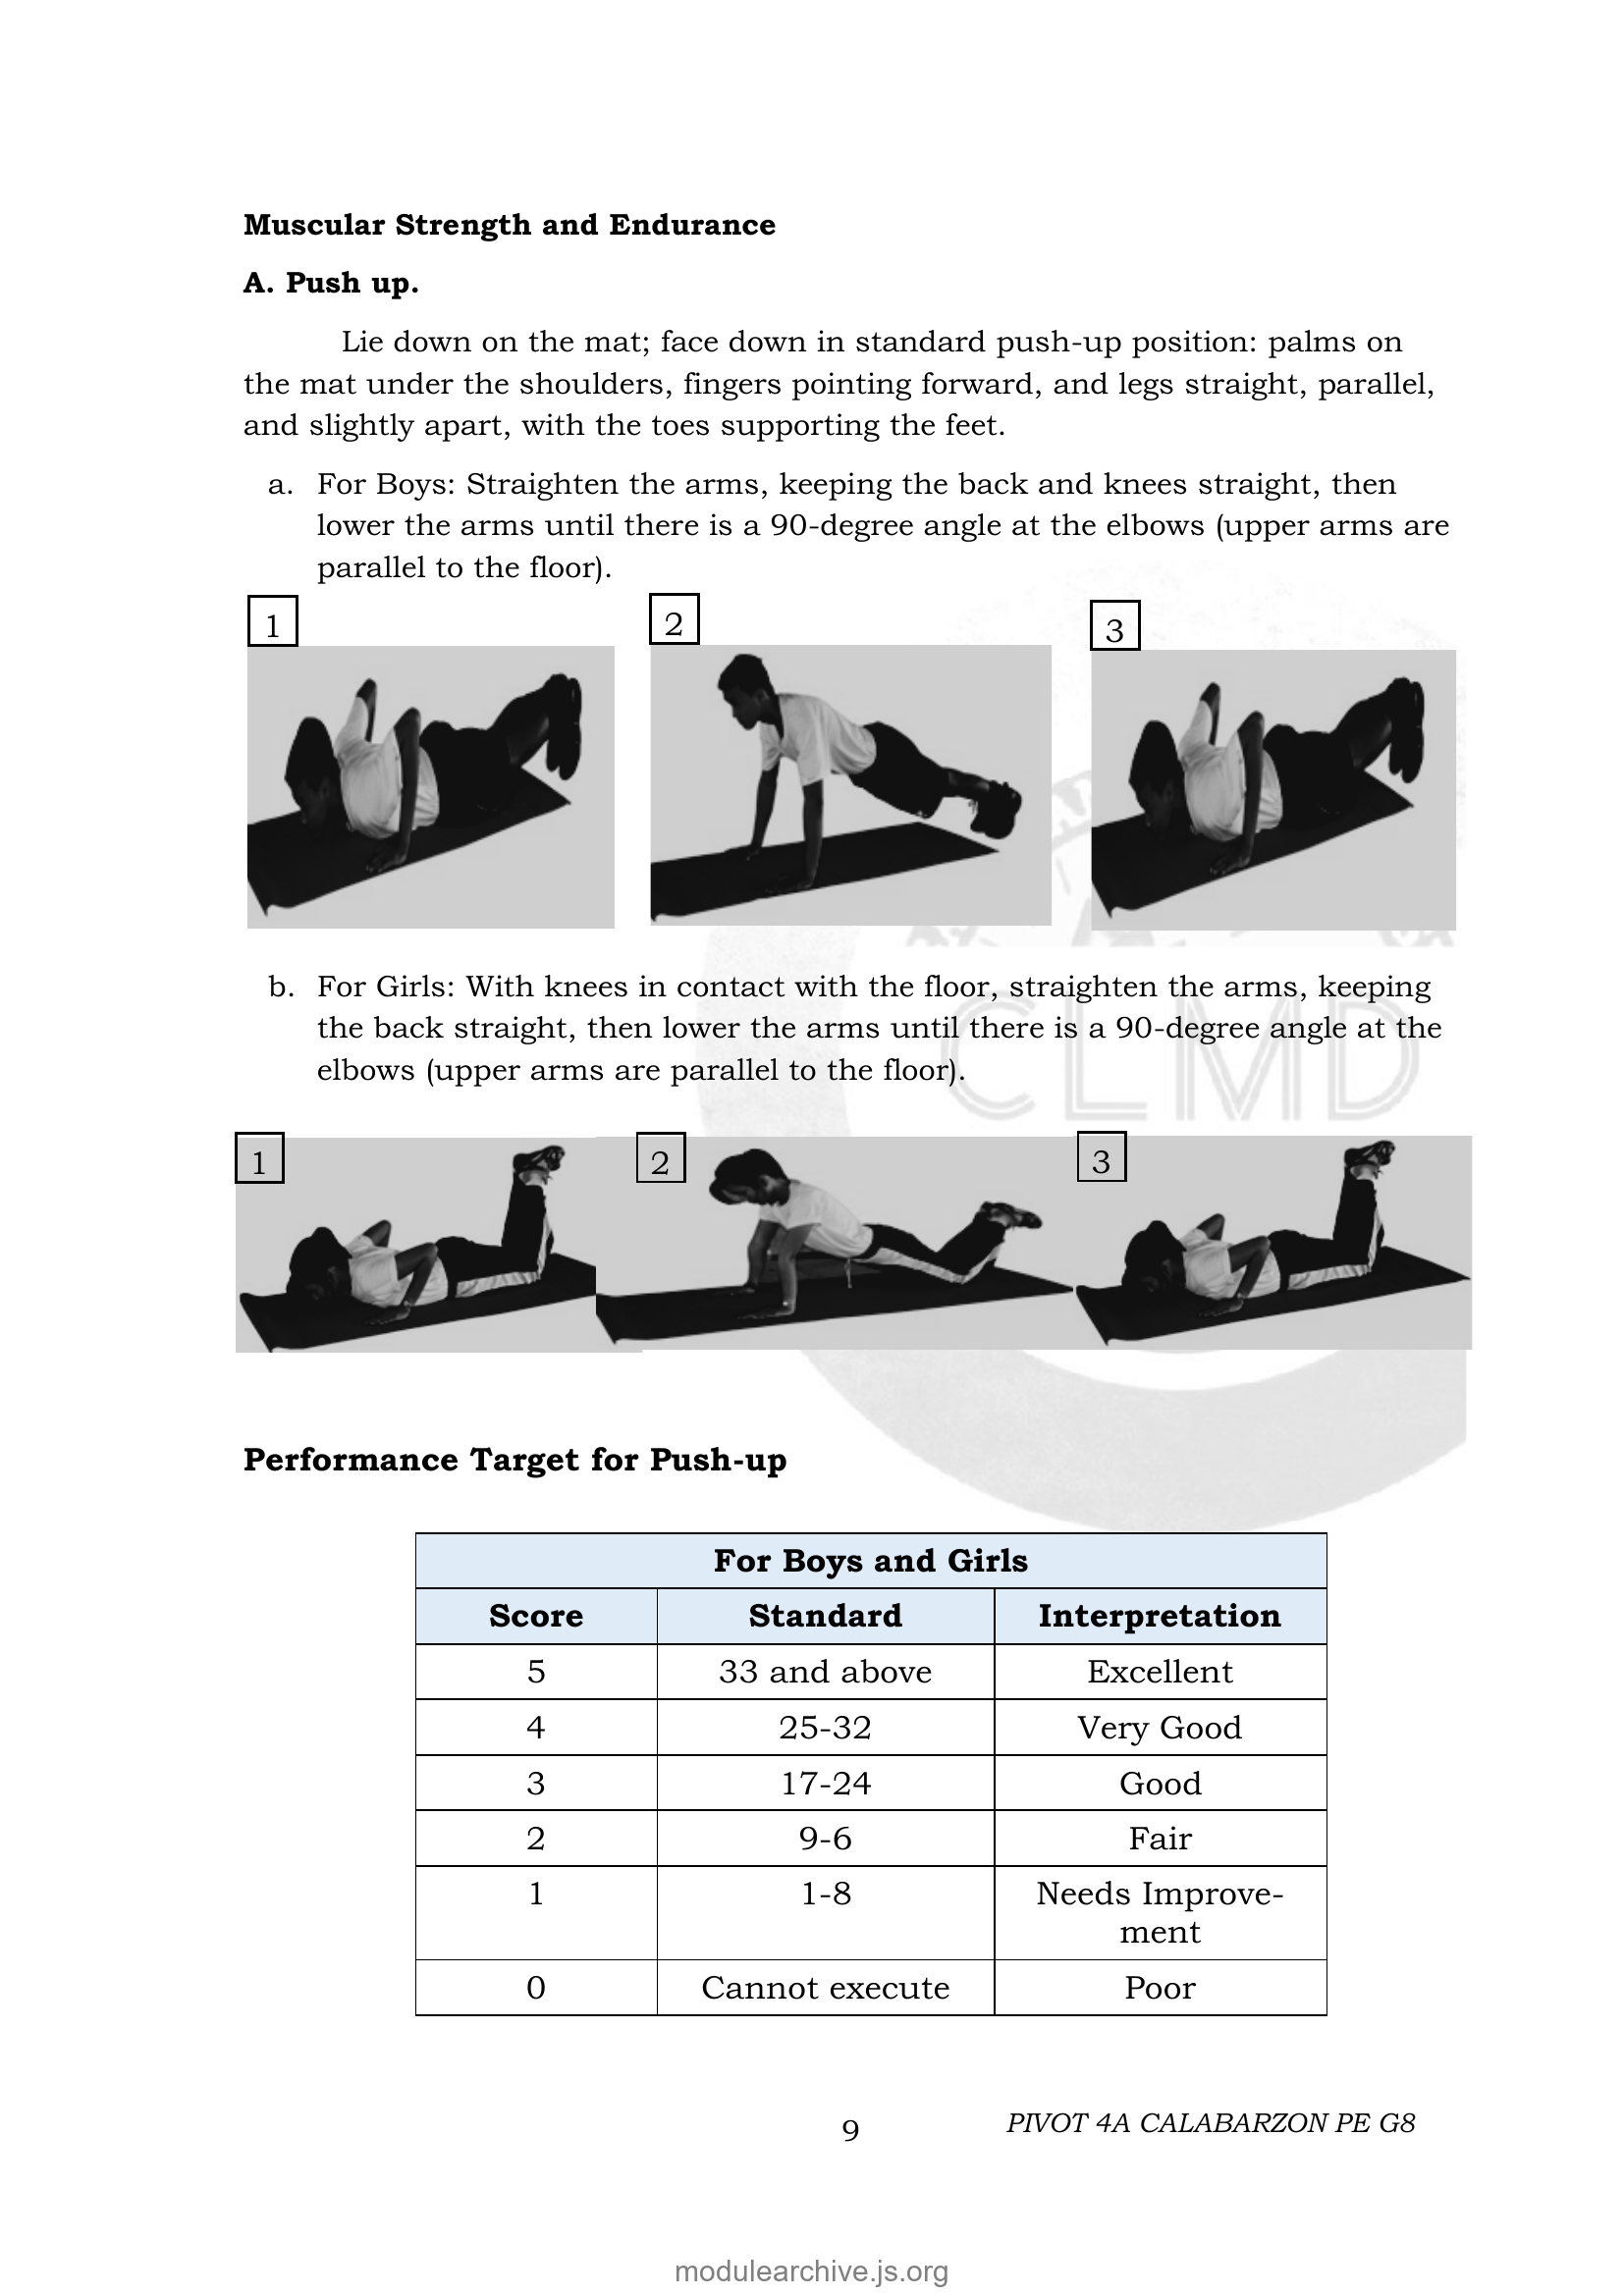 Muscular Strength and Endurance
A. Push up.
Lie down on the mat; face down in standard push-up position: palms on
the mat under the shoulders, fingers pointing forward, and legs straight, parallel,
and slightly apart, with the toes supporting the feet.
a. For Boys: Straighten the arms, keeping the back and knees straight, then
lower the arms until there is a 90-degree angle at the elbows (upper arms are
parallel to the floor).
1 2 3
b. For Girls: With knees in contact with the floor, straighten the arms, keeping
the back straight, then lower the arms until there is a 90-degree angle at the
elbows (upper arms are parallel to the floor).
CLMD
1 2 3
Performance Target for Push-up
For Boys and Girls
Score Standard Interpretation
5 33 and above Excellent
4 25-32 Very Good
3 17-24 Good
2 9-6 Fair
1 1-8 Needs Improve-
ment
0 Cannot execute Poor
9 PIVOT 4A CALABARZON PE G8
modulearchive.js.org